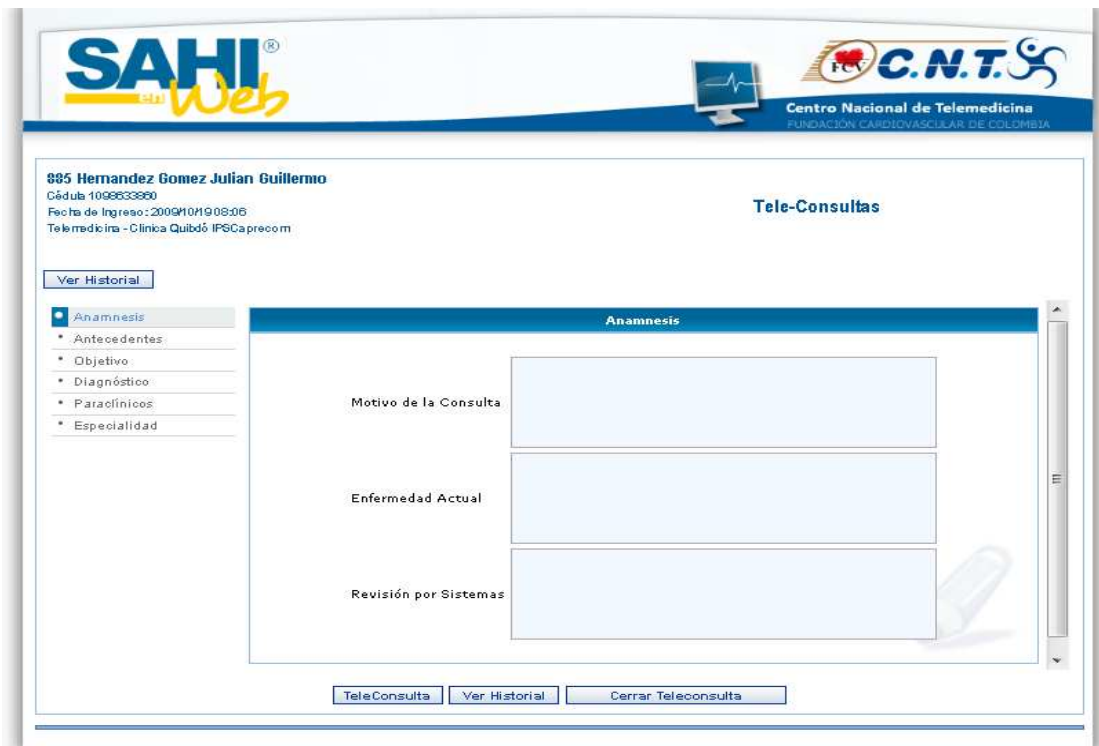 SAHI®
en Web
FCV C.N.T.
Centro Nacional de Telemedicina
FUNDACIÓN CARDIOVASCULAR DE COLOMBIA
885 Hernandez Gomez Julian Guillermo
Cédula 1098633860
Fecha de Ingreso: 2009/10/19 08:06
Telemedicina - Clinica Quibdó IPSCaprecom
Tele-Consultas
Ver Historial
Anamnesis
Antecedentes
Objetivo
Diagnóstico
Paraclínicos
Especialidad
Anamnesis
Motivo de la Consulta
Enfermedad Actual
Revisión por Sistemas
TeleConsulta Ver Historial Cerrar Teleconsulta